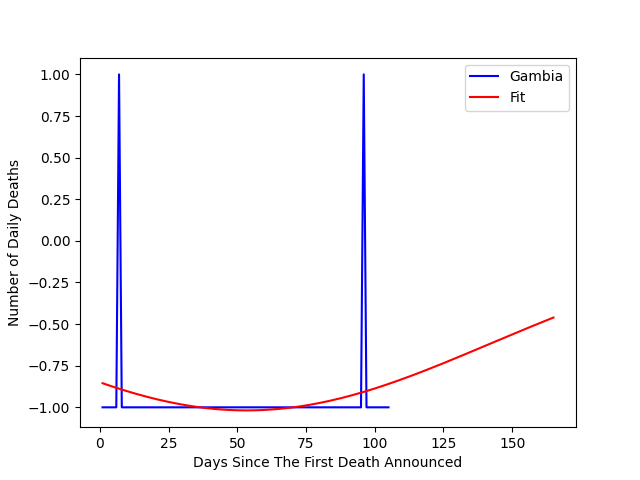 Gambia
Fit
1.00
0.75
0.50
0.25
0.00
−0.25
−0.50
−0.75
−1.00
Number of Daily Deaths
0 25 50 75 100 125 150
Days Since The First Death Announced